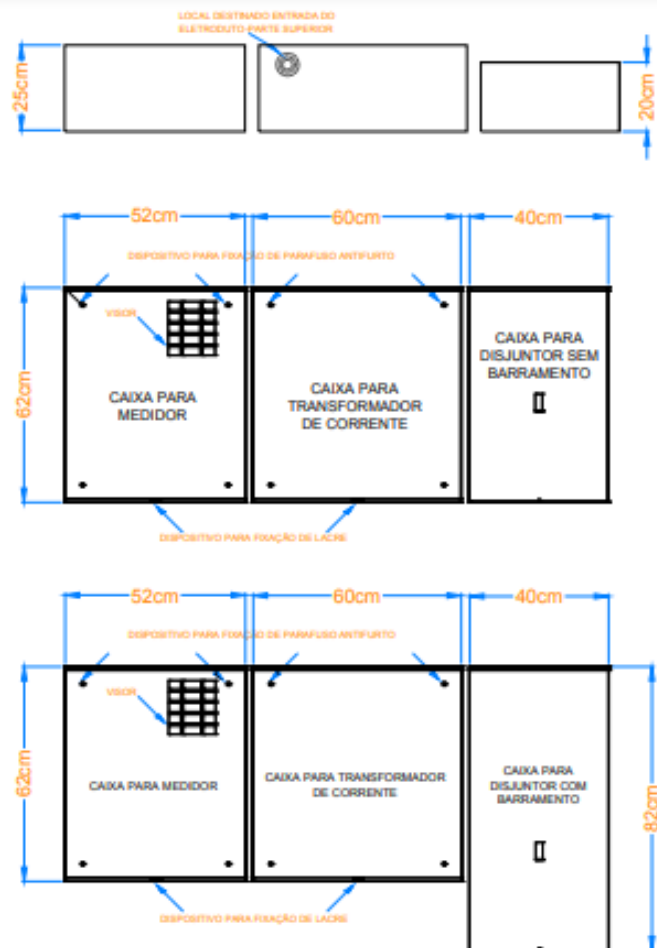 LOCAL DESTINADO ENTRADA DO
ELETRODUTO PARTE SUPERIOR
25cm
20cm
52cm
60cm
40cm
DISPOSITIVO PARA FIXAÇÃO DE PARAFUSO ANTIFURTO
VISOR
62cm
CAIXA PARA
MEDIDOR
CAIXA PARA
TRANSFORMADOR
DE CORRENTE
CAIXA PARA
DISJUNTOR SEM
BARRAMENTO
DISPOSITIVO PARA FIXAÇÃO DE LACRE
52cm
60cm
40cm
DISPOSITIVO PARA FIXAÇÃO DE PARAFUSO ANTIFURTO
VISOR
62cm
CAIXA PARA MEDIDOR
CAIXA PARA TRANSFORMADOR
DE CORRENTE
CAIXA PARA
DISJUNTOR COM
BARRAMENTO
82cm
DISPOSITIVO PARA FIXAÇÃO DE LACRE